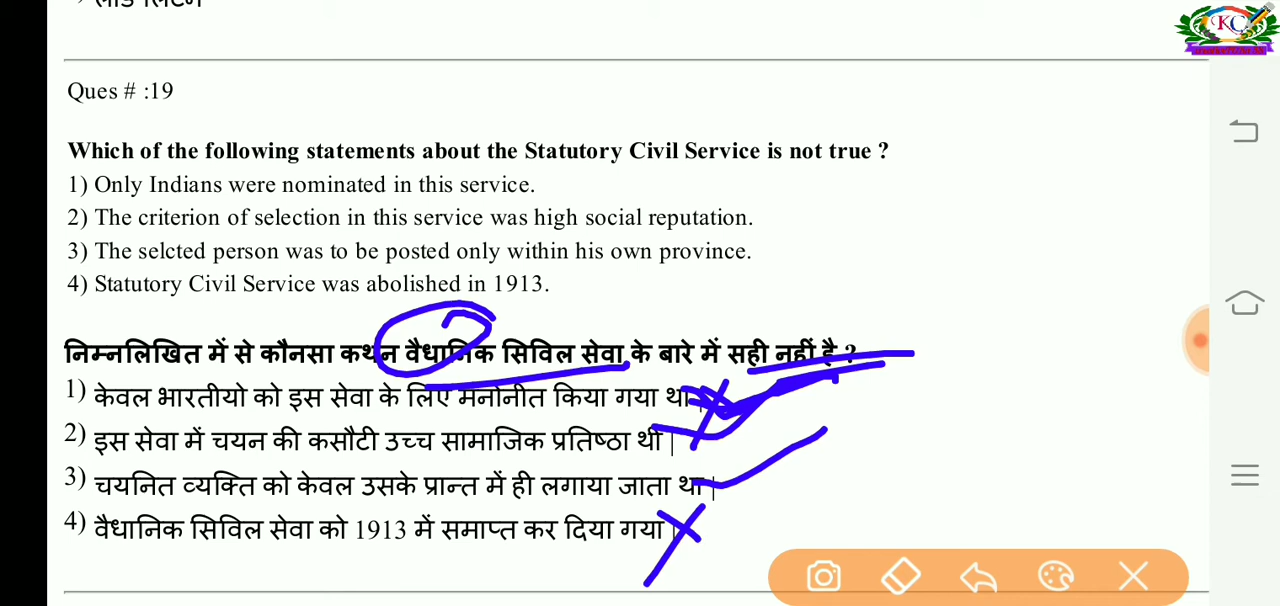 Ques # :19
Which of the following statements about the Statutory Civil Service is not true ?
1) Only Indians were nominated in this service.
2) The criterion of selection in this service was high social reputation.
3) The selcted person was to be posted only within his own province.
4) Statutory Civil Service was abolished in 1913.
निम्नलिखित में से कौनसा कथन वैधानिक सिविल सेवा के बारे में सही नहीं है ?
1) केवल भारतीयो को इस सेवा के लिए मनोनीत किया गया था |
2) इस सेवा में चयन की कसौटी उच्च सामाजिक प्रतिष्ठा थी |
3) चयनित व्यक्ति को केवल उसके प्रान्त में ही लगाया जाता था |
4) वैधानिक सिविल सेवा को 1913 में समाप्त कर दिया गया |
KC